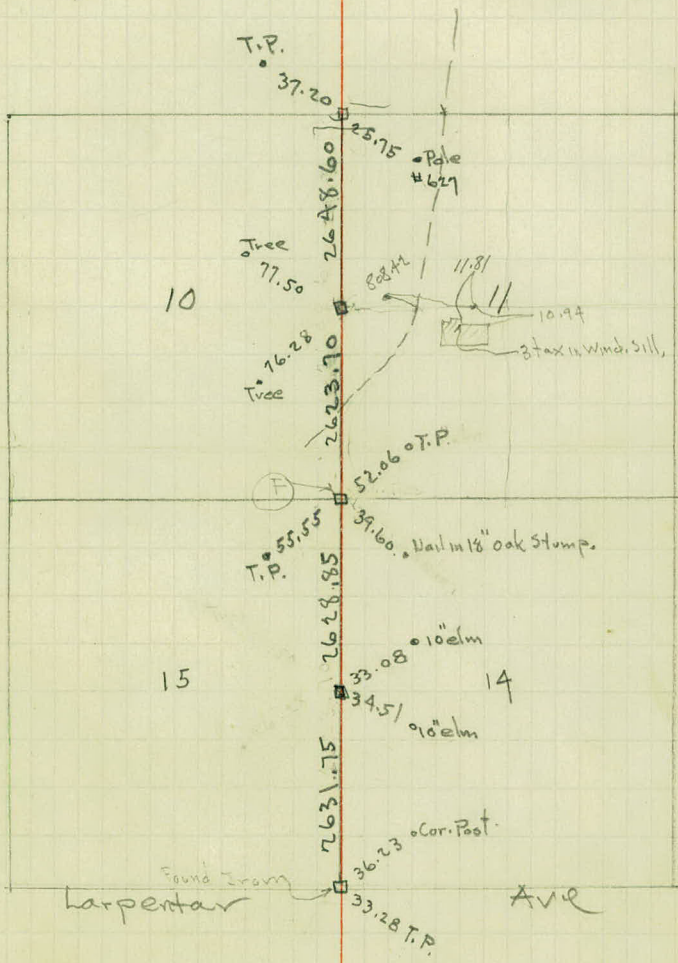 T.P.
37.20
25.75
Pole
#627
2648.60
Tree
77.50
808.42
11.81
10
11
10.94
3 tax in Wind. Sill.
76.28
Tree
2623.70
52.06 T.P.
F
55.55
T.P.
39.60
Nail in 18" oak Stump.
2628.85
10" elm
33.08
15
14
34.51
10" elm
2631.75
Cor. Post.
36.23
Found Iron
Larpentar
Ave
33.28 T.P.